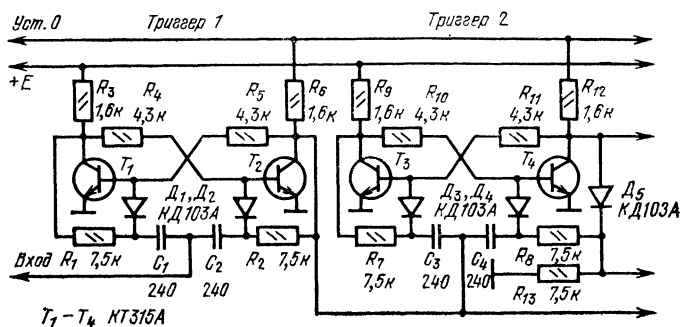 Уст. 0 Триггер 1 Триггер 2
+E
R3 R4 R5 R6 R9 R10 R11 R12
1,6к 4,3к 4,3к 1,6к 1,6к 4,3к 4,3к 1,6к
T1 T2 T3 T4
Д1, Д2 Д3, Д4 Д5
КД103А КД103А КД103А
Вход R1 7,5к C1 C2 R2 7,5к R7 C3 C4 R8 7,5к
240 240 7,5к 240 240 R13 7,5к
T1 – T4 КТ315А